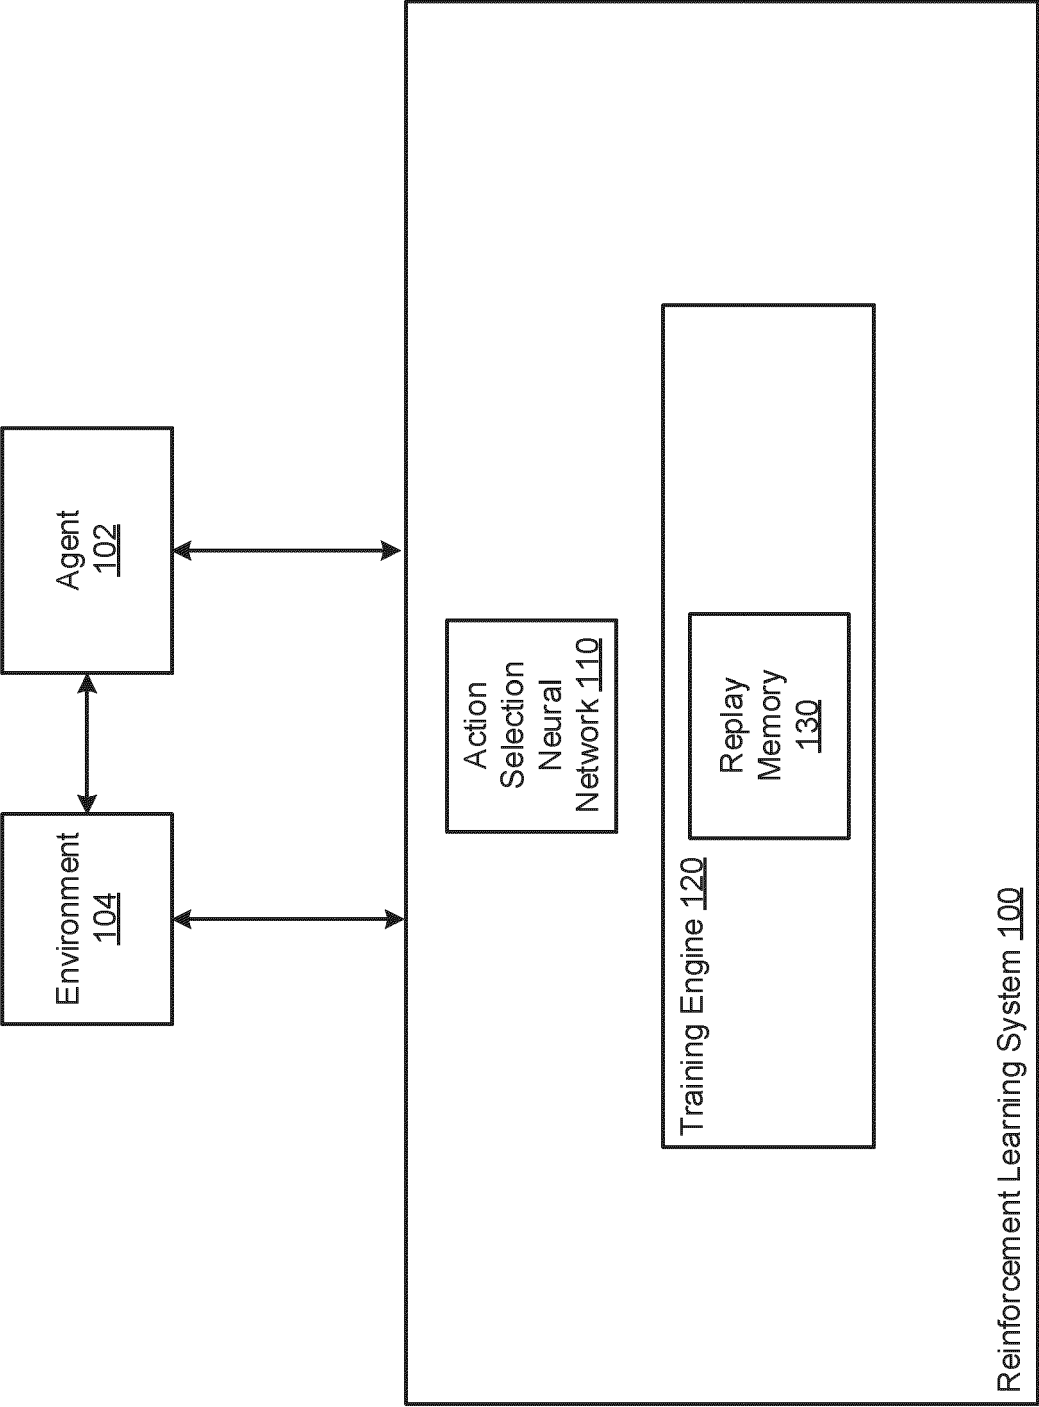 Environment
104
Agent
102
Action
Selection
Neural
Network 110
Training Engine 120
Replay
Memory
130
Reinforcement Learning System 100